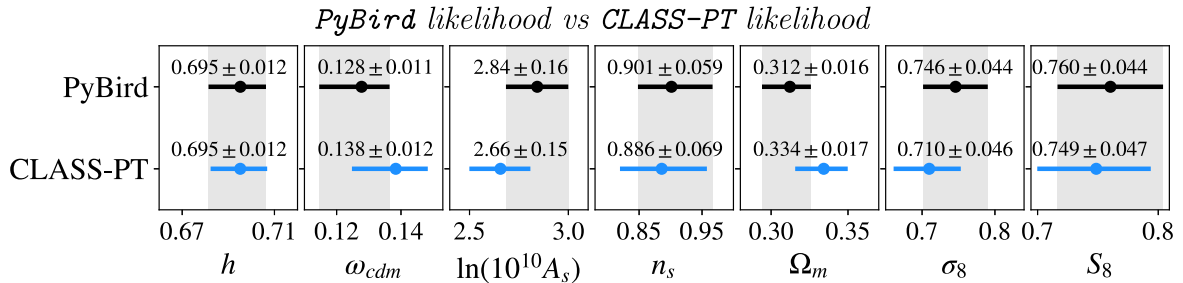 PyBird likelihood vs CLASS-PT likelihood
PyBird 0.695 ± 0.012 0.128 ± 0.011 2.84 ± 0.16 0.901 ± 0.059 0.312 ± 0.016 0.746 ± 0.044 0.760 ± 0.044
CLASS-PT 0.695 ± 0.012 0.138 ± 0.012 2.66 ± 0.15 0.886 ± 0.069 0.334 ± 0.017 0.710 ± 0.046 0.749 ± 0.047
0.67 0.71 0.12 0.14 2.5 3.0 0.85 0.95 0.30 0.35 0.7 0.8 0.7 0.8
h ω_cdm ln(10^10 A_s) n_s Ω_m σ_8 S_8